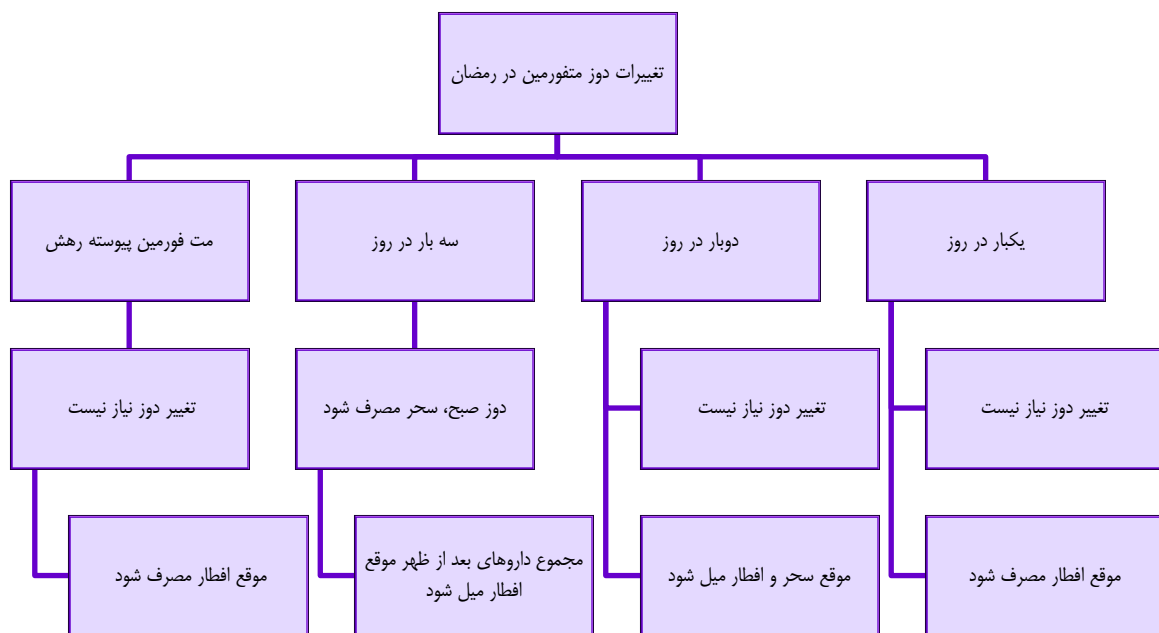 تغییرات دوز متفورمین در رمضان
یکبار در روز
دوبار در روز
سه بار در روز
مت فورمین پیوسته رهش
تغییر دوز نیاز نیست
تغییر دوز نیاز نیست
دوز صبح، سحر مصرف شود
تغییر دوز نیاز نیست
موقع افطار مصرف شود
موقع سحر و افطار میل شود
مجموع داروهای بعد از ظهر موقع
افطار میل شود
موقع افطار مصرف شود